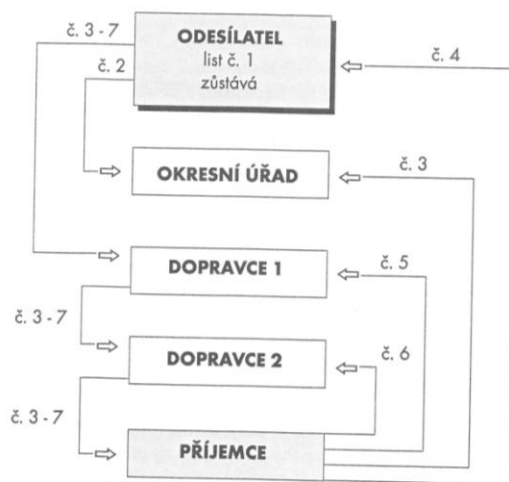 č. 3 - 7
ODESÍLATEL
list č. 1
zůstává
č. 4
č. 2
OKRESNÍ ÚŘAD
č. 3
DOPRAVCE 1
č. 5
č. 3 - 7
DOPRAVCE 2
č. 6
č. 3 - 7
PŘÍJEMCE